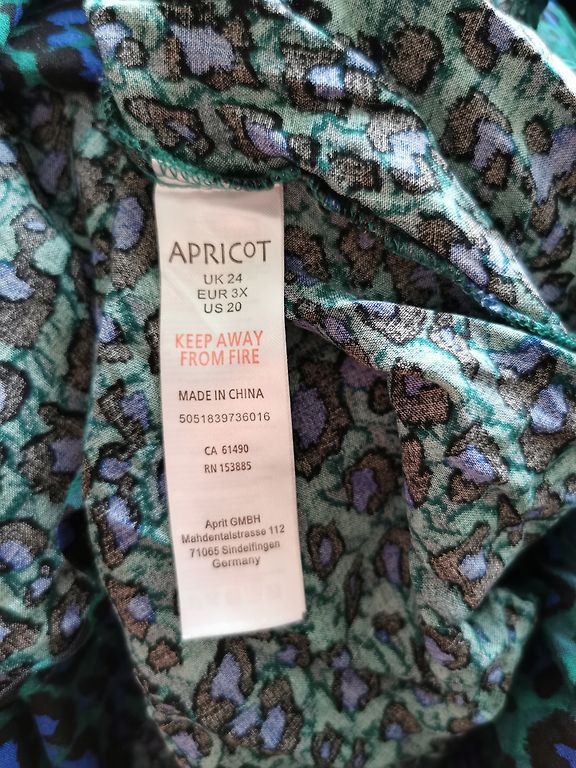 APRICOT
UK 24
EUR 3X
US 20
KEEP AWAY
FROM FIRE
MADE IN CHINA
5051839736016
CA 61490
RN 153885
Aprit GMBH
Mahdentalstrasse 112
71065 Sindelfingen
Germany